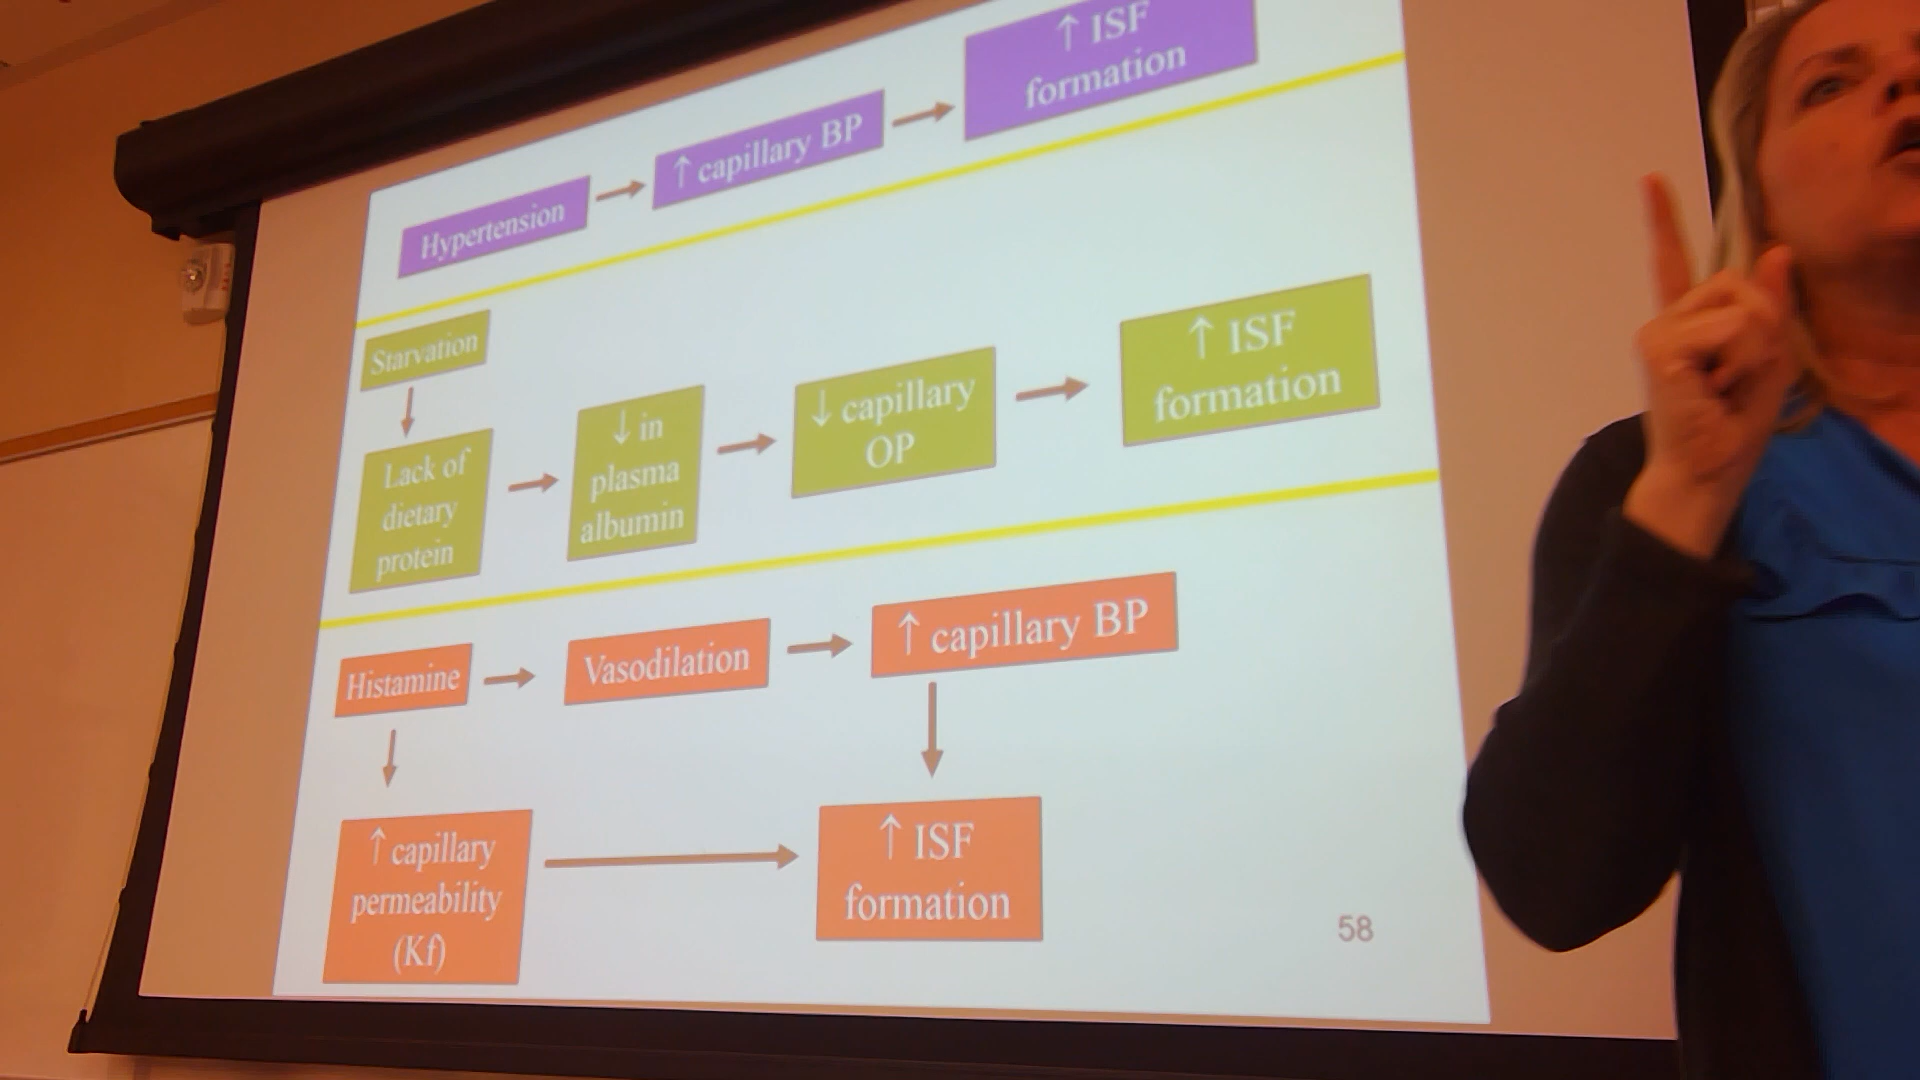 ↑ ISF
formation
↑ capillary BP
Hypertension
Starvation
Lack of
dietary
protein
↓ in
plasma
albumin
↓ capillary
OP
↑ ISF
formation
Histamine
Vasodilation
↑ capillary BP
↑ capillary
permeability
(Kf)
↑ ISF
formation
58